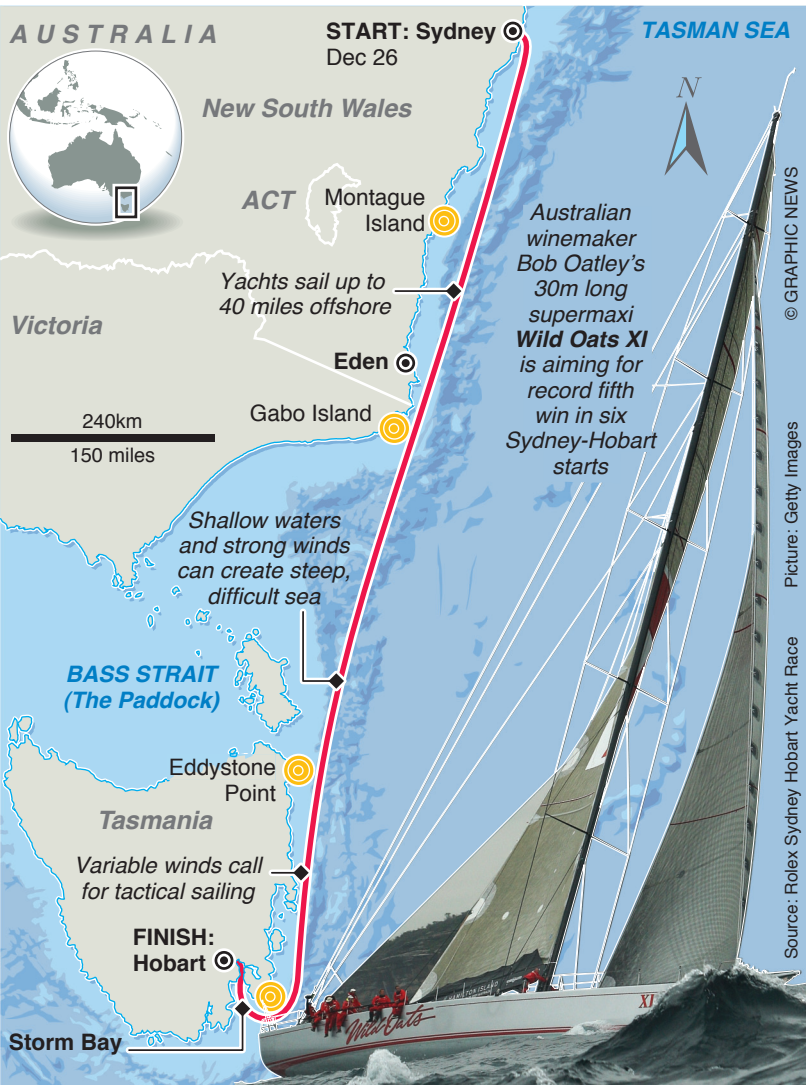 AUSTRALIA
START: Sydney
Dec 26
TASMAN SEA
New South Wales
N
ACT
Montague
Island
Australian
winemaker
Bob Oatley's
30m long
supermaxi
Wild Oats XI
is aiming for
record fifth
win in six
Sydney-Hobart
starts
Yachts sail up to
40 miles offshore
Victoria
Eden
240km
150 miles
Gabo Island
Shallow waters
and strong winds
can create steep,
difficult sea
BASS STRAIT
(The Paddock)
Eddystone
Point
Tasmania
Variable winds call
for tactical sailing
FINISH:
Hobart
Storm Bay
HAMILTON ISLAND
Wild Oats
XI
Source: Rolex Sydney Hobart Yacht Race
Picture: Getty Images
© GRAPHIC NEWS